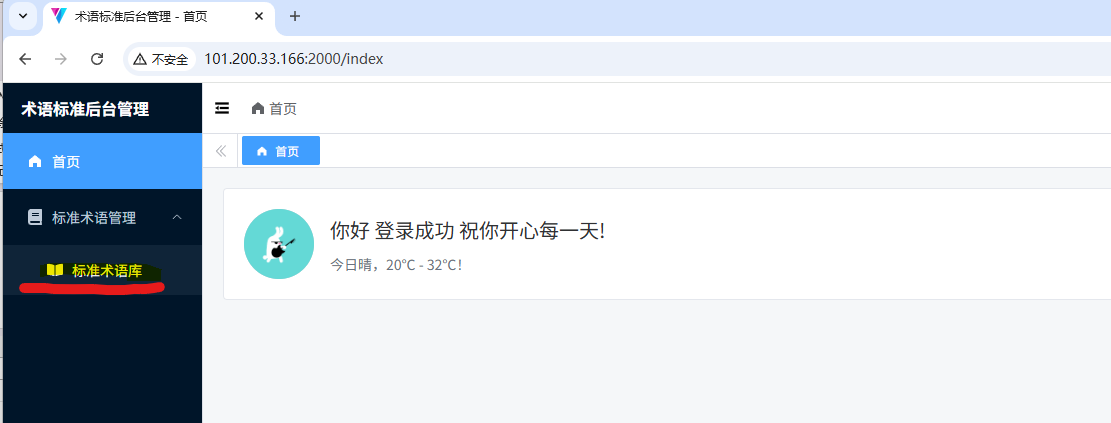 术语标准后台管理 - 首页
不安全 101.200.33.166:2000/index
术语标准后台管理
首页
首页
首页
标准术语管理
标准术语库
你好 登录成功 祝你开心每一天!
今日晴，20℃ - 32℃！